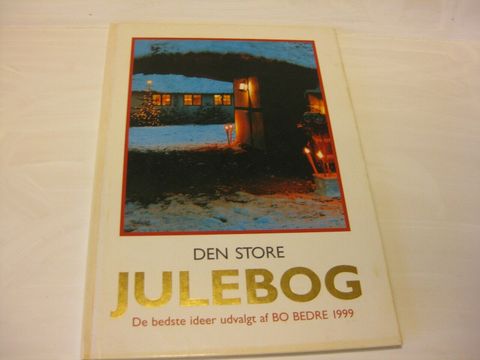 DEN STORE
JULEBOG
De bedste ideer udvalgt af BO BEDRE 1999